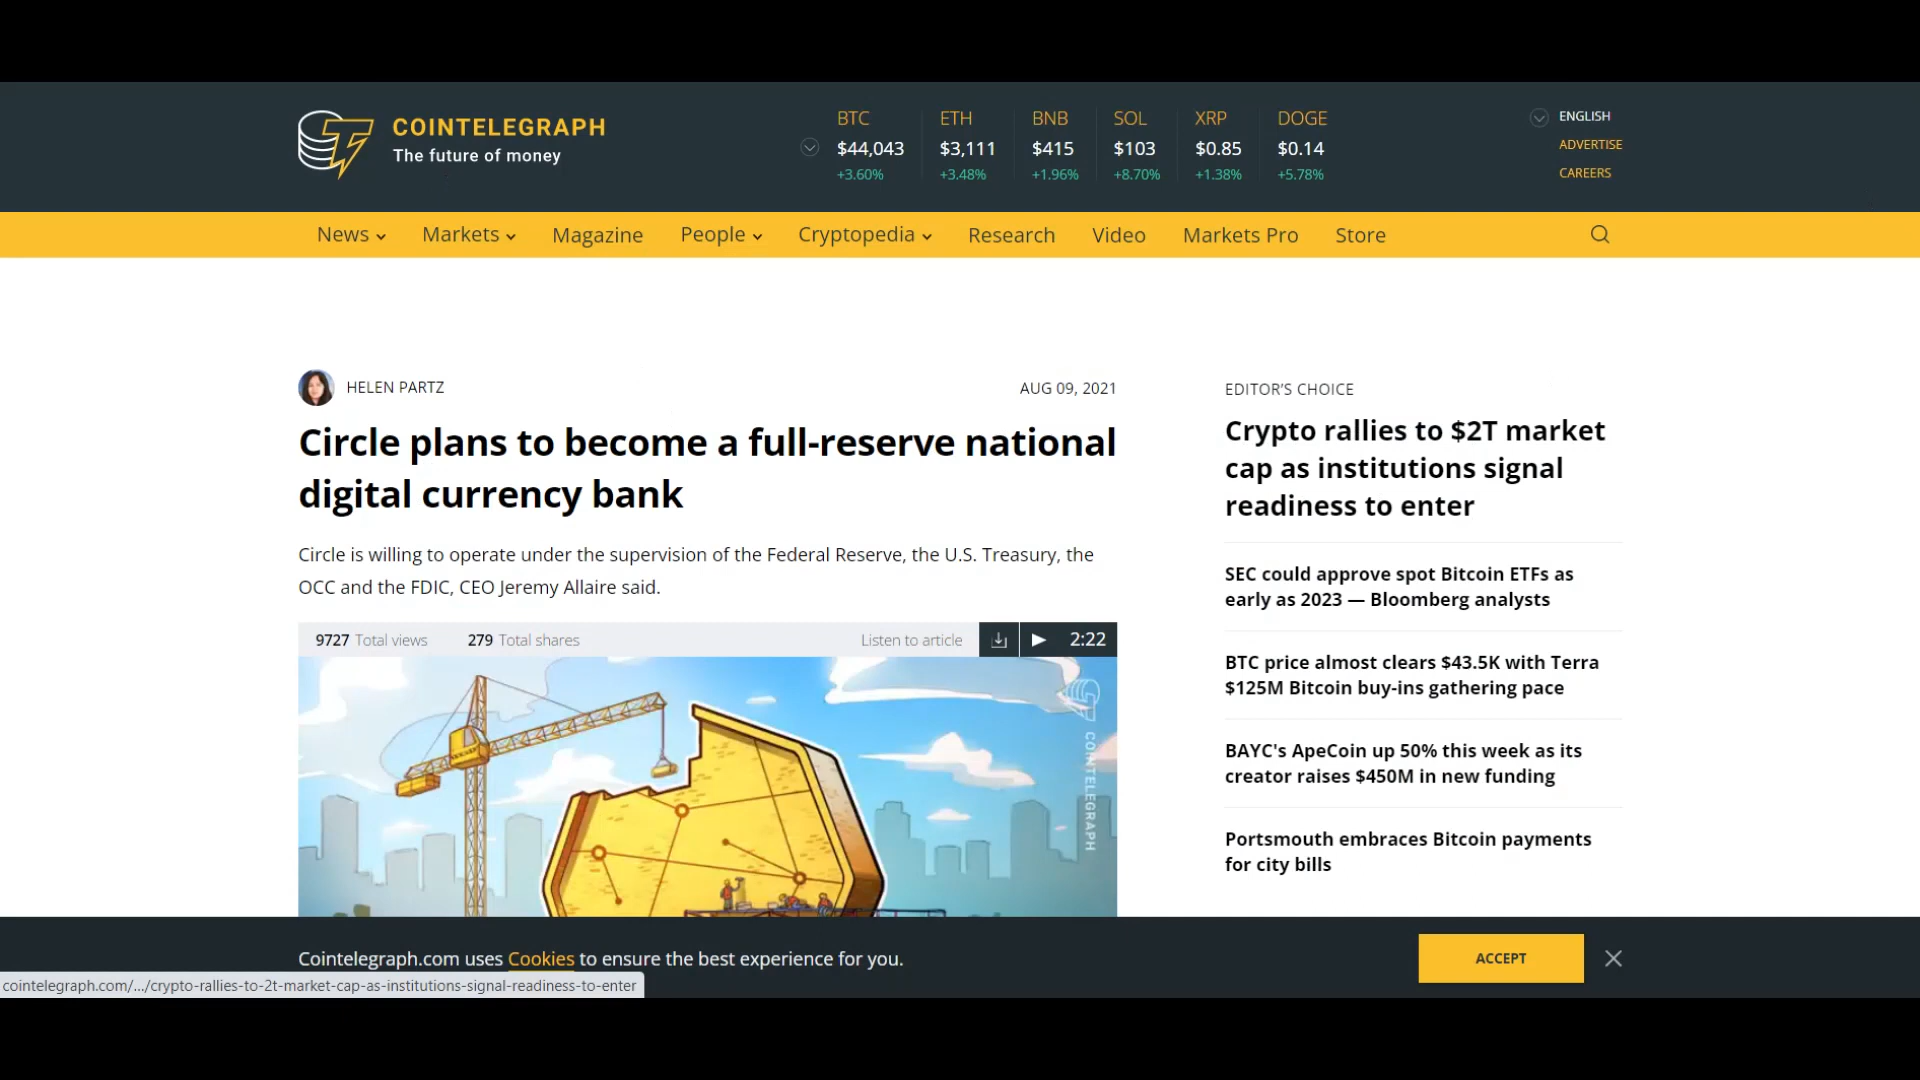 COINTELEGRAPH
The future of money
BTC
$44,043
+3.60%
ETH
$3,111
+3.48%
BNB
$415
+1.96%
SOL
$103
+8.70%
XRP
$0.85
+1.38%
DOGE
$0.14
+5.78%
ENGLISH
ADVERTISE
CAREERS
News Markets Magazine People Cryptopedia Research Video Markets Pro Store
HELEN PARTZ
AUG 09, 2021
Circle plans to become a full-reserve national
digital currency bank
Circle is willing to operate under the supervision of the Federal Reserve, the U.S. Treasury, the
OCC and the FDIC, CEO Jeremy Allaire said.
9727 Total views 279 Total shares Listen to article 2:22
COINTELEGRAPH
EDITOR'S CHOICE
Crypto rallies to $2T market
cap as institutions signal
readiness to enter
SEC could approve spot Bitcoin ETFs as
early as 2023 — Bloomberg analysts
BTC price almost clears $43.5K with Terra
$125M Bitcoin buy-ins gathering pace
BAYC's ApeCoin up 50% this week as its
creator raises $450M in new funding
Portsmouth embraces Bitcoin payments
for city bills
Cointelegraph.com uses Cookies to ensure the best experience for you.
ACCEPT
cointelegraph.com/.../crypto-rallies-to-2t-market-cap-as-institutions-signal-readiness-to-enter